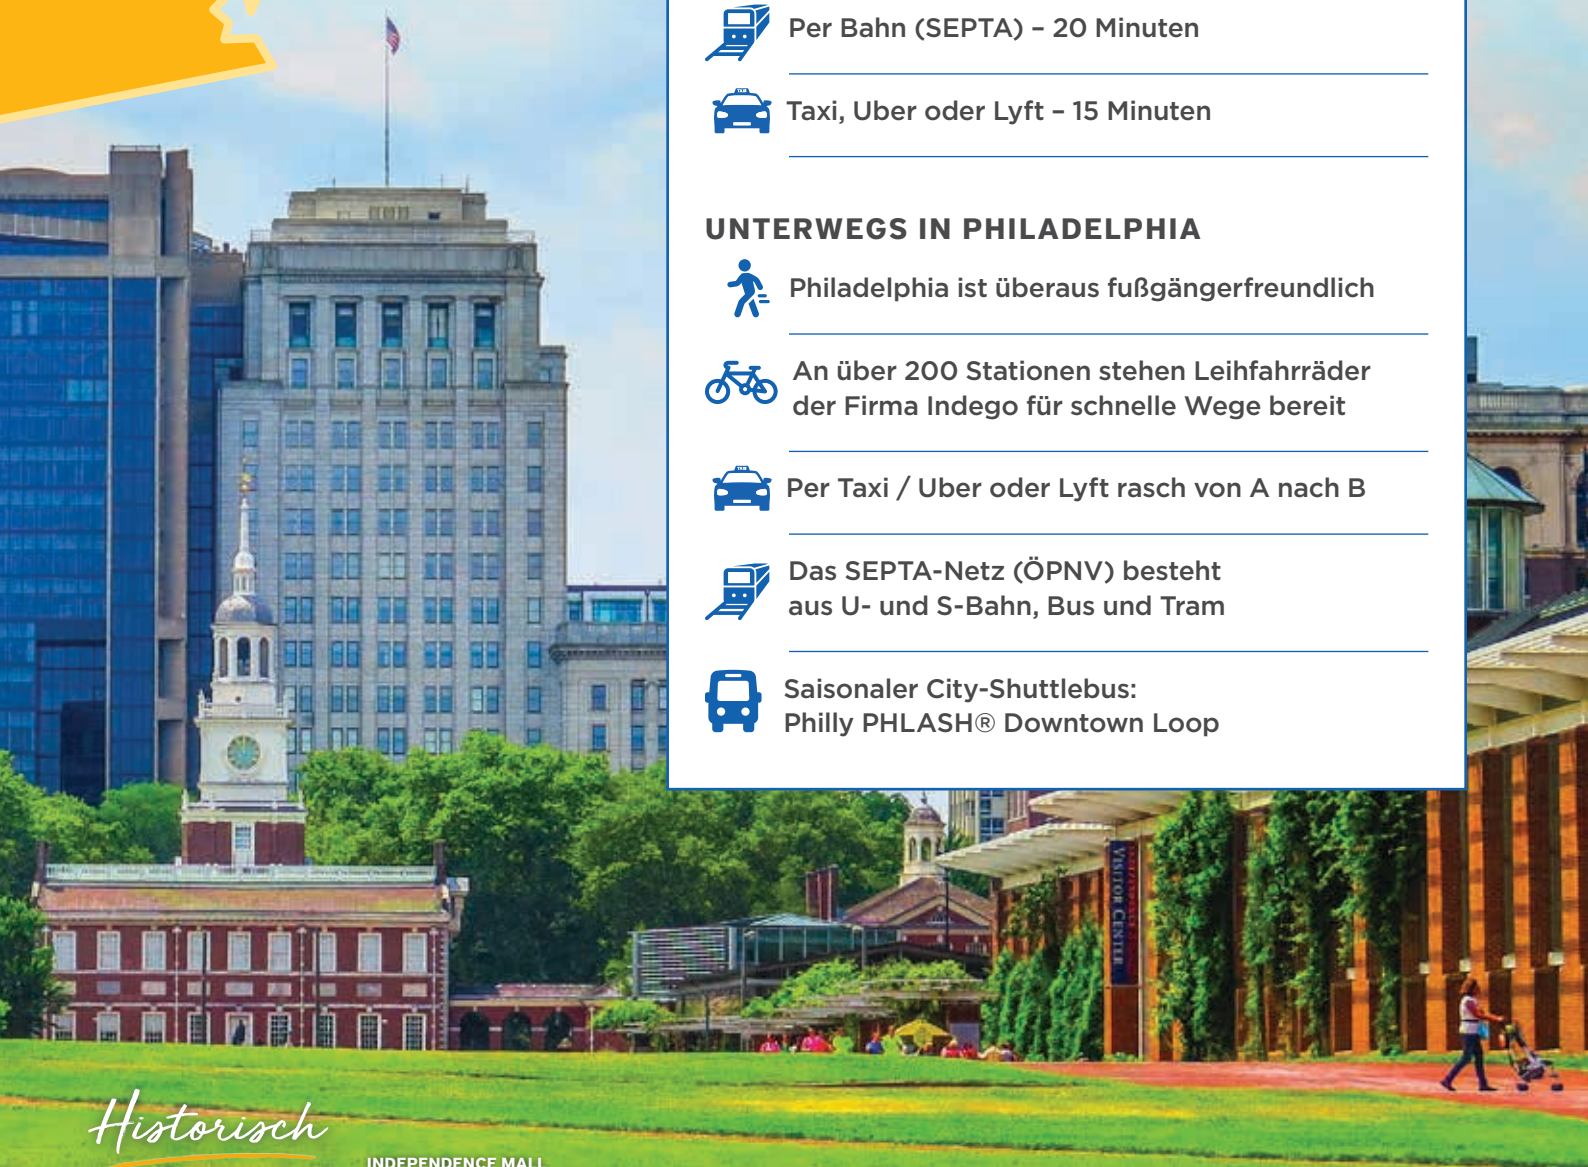 Per Bahn (SEPTA) – 20 Minuten
Taxi, Uber oder Lyft – 15 Minuten
UNTERWEGS IN PHILADELPHIA
Philadelphia ist überaus fußgängerfreundlich
An über 200 Stationen stehen Leihfahrräder
der Firma Indego für schnelle Wege bereit
Per Taxi / Uber oder Lyft rasch von A nach B
Das SEPTA-Netz (ÖPNV) besteht
aus U- und S-Bahn, Bus und Tram
Saisonaler City-Shuttlebus:
Philly PHLASH® Downtown Loop
VISITOR CENTER
Historisch
INDEPENDENCE MALL